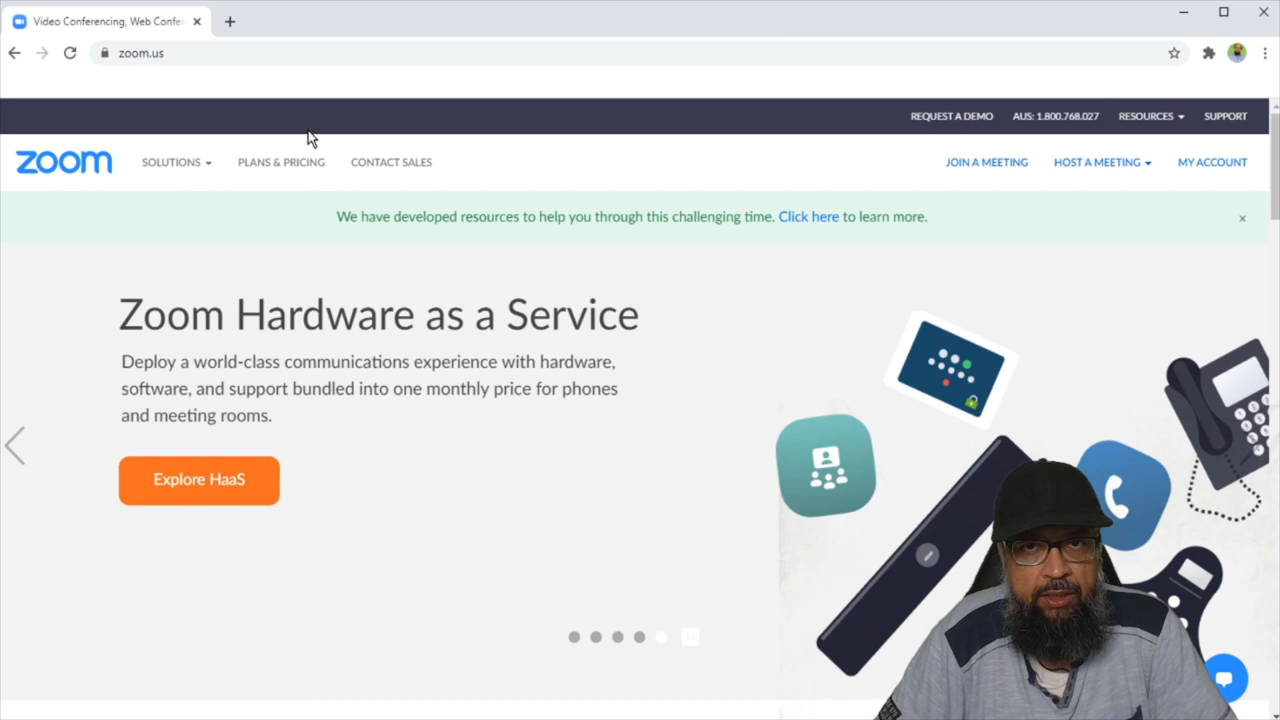 Video Conferencing, Web Confer
zoom.us
REQUEST A DEMO AUS: 1.800.768.027 RESOURCES SUPPORT
zoom SOLUTIONS PLANS & PRICING CONTACT SALES JOIN A MEETING HOST A MEETING MY ACCOUNT
We have developed resources to help you through this challenging time. Click here to learn more.
Zoom Hardware as a Service
Deploy a world-class communications experience with hardware,
software, and support bundled into one monthly price for phones
and meeting rooms.
Explore HaaS